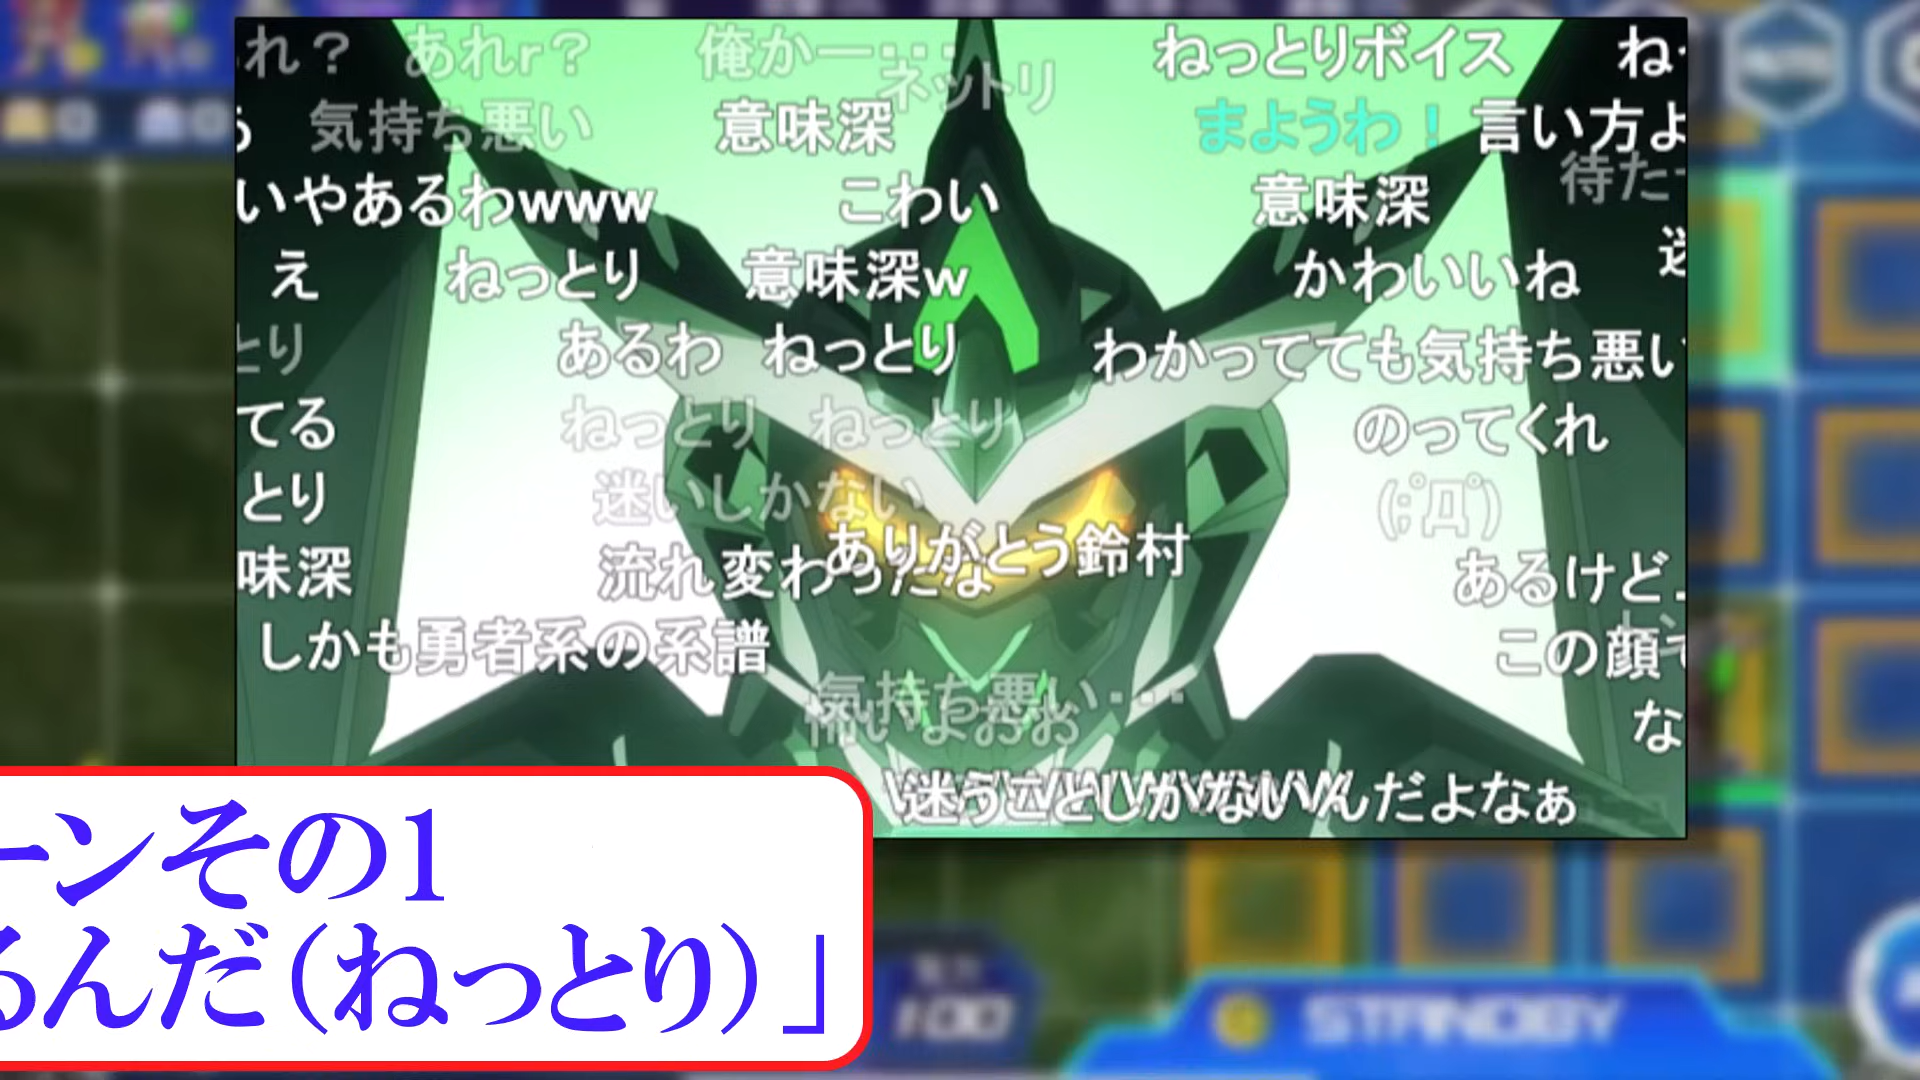 れ？ あれr？ 俺か―… ねっとりボイス ねっ
ネットリ
気持ち悪い 意味深 まようわ！ 言い方よ
待たー
いやあるわwww こわい 意味深
え ねっとり 意味深w かわいいね 迷
とり あるわ ねっとり わかってても気持ち悪い
てる ねっとり ねっとり のってくれ
とり 迷いしかない (;ﾟДﾟ)
ありがとう鈴村
味深 流れ変わったな あるけど
しかも勇者系の系譜 この顔で
気持ち悪い…
怖いよおお な
迷うことしかないんだよなぁ
ーンその1
るんだ（ねっとり）」
100
STANDBY